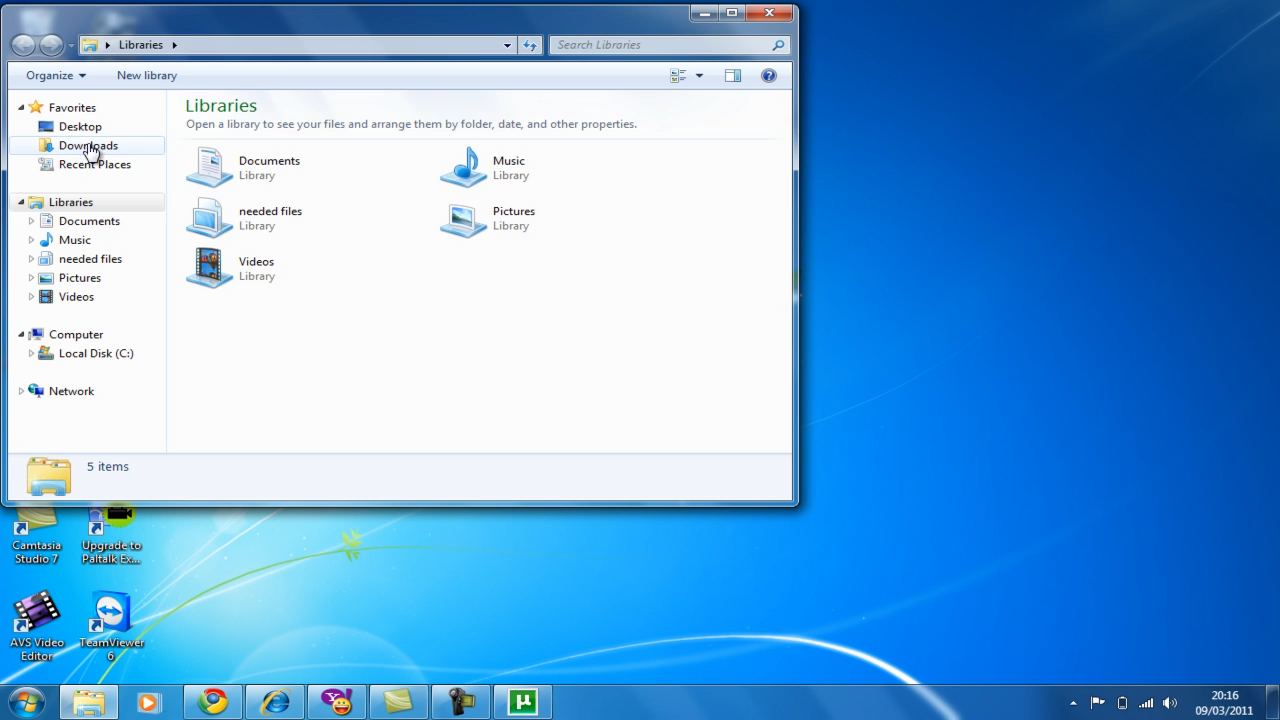 Libraries
Search Libraries
Organize
New library
Favorites
Desktop
Downloads
Recent Places
Libraries
Documents
Music
needed files
Pictures
Videos
Computer
Local Disk (C:)
Network
Libraries
Open a library to see your files and arrange them by folder, date, and other properties.
Documents
Library
Music
Library
needed files
Library
Pictures
Library
Videos
Library
5 items
Camtasia
Studio 7
Upgrade to
Paltalk Ex...
AVS Video
Editor
TeamViewer
6
20:16
09/03/2011